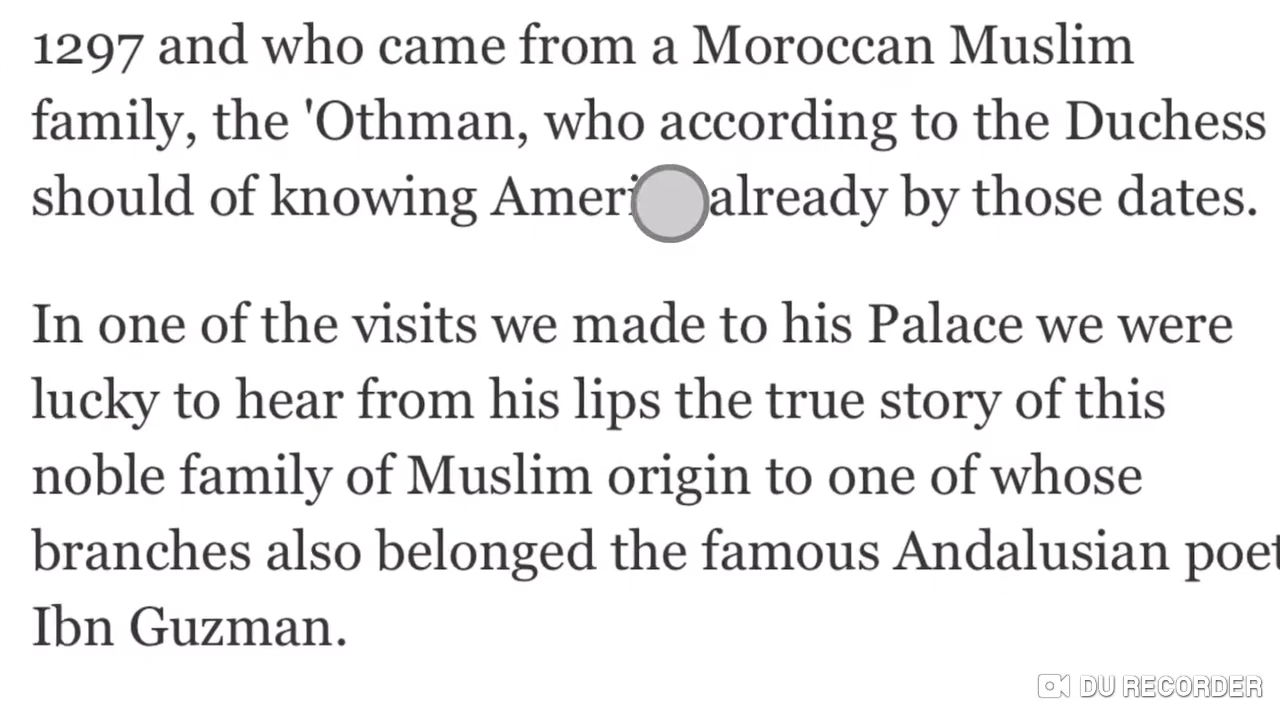 1297 and who came from a Moroccan Muslim
family, the 'Othman, who according to the Duchess
should of knowing already by those dates.
In one of the visits we made to his Palace we were
lucky to hear from his lips the true story of this
noble family of Muslim origin to one of whose
branches also belonged the famous Andalusian poet
Ibn Guzman.
DU RECORDER